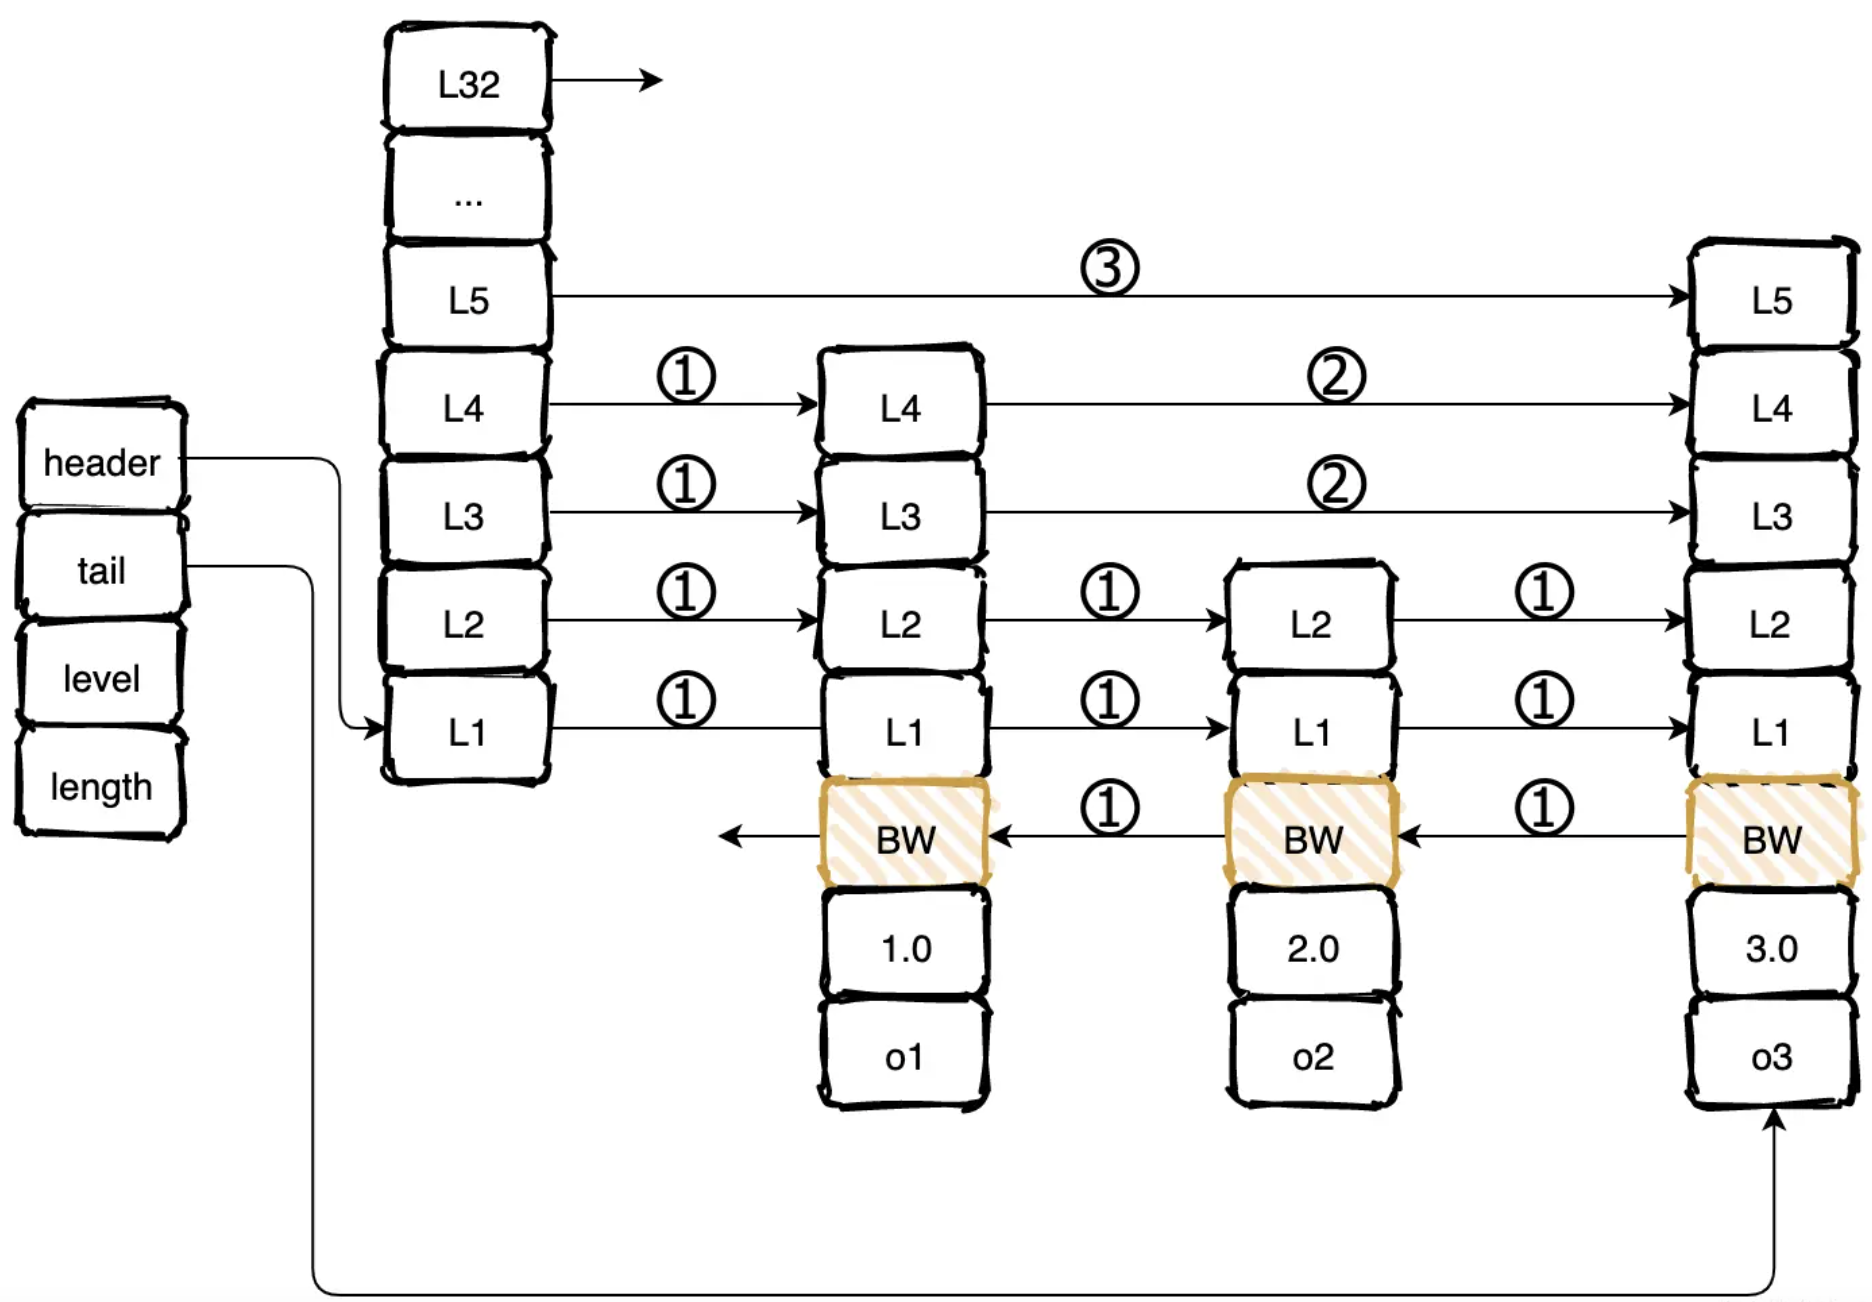 L32
...
③
L5
L5
①
②
L4
L4
L4
header
①
②
L3
L3
L3
tail
①
①
①
L2
L2
L2
L2
level
①
①
①
L1
L1
L1
L1
length
①
①
BW
BW
BW
1.0
2.0
3.0
o1
o2
o3